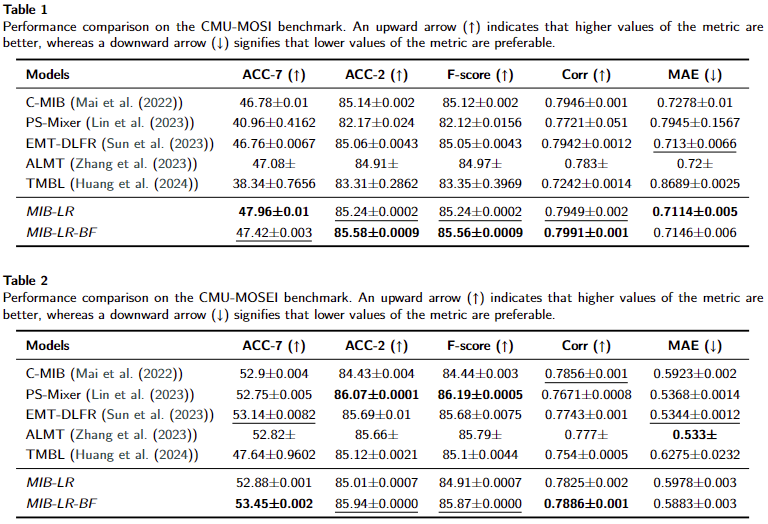 Table 1
Performance comparison on the CMU-MOSI benchmark. An upward arrow (↑) indicates that higher values of the metric are
better, whereas a downward arrow (↓) signifies that lower values of the metric are preferable.
Models ACC-7 (↑) ACC-2 (↑) F-score (↑) Corr (↑) MAE (↓)
C-MIB (Mai et al. (2022)) 46.78±0.01 85.14±0.002 85.12±0.002 0.7946±0.001 0.7278±0.01
PS-Mixer (Lin et al. (2023)) 40.96±0.4162 82.17±0.024 82.12±0.0156 0.7721±0.051 0.7945±0.1567
EMT-DLFR (Sun et al. (2023)) 46.76±0.0067 85.06±0.0043 85.05±0.0043 0.7942±0.0012 0.713±0.0066
ALMT (Zhang et al. (2023)) 47.08± 84.91± 84.97± 0.783± 0.72±
TMBL (Huang et al. (2024)) 38.34±0.7656 83.31±0.2862 83.35±0.3969 0.7242±0.0014 0.8689±0.0025
MIB-LR 47.96±0.01 85.24±0.0002 85.24±0.0002 0.7949±0.002 0.7114±0.005
MIB-LR-BF 47.42±0.003 85.58±0.0009 85.56±0.0009 0.7991±0.001 0.7146±0.006
Table 2
Performance comparison on the CMU-MOSEI benchmark. An upward arrow (↑) indicates that higher values of the metric are
better, whereas a downward arrow (↓) signifies that lower values of the metric are preferable.
Models ACC-7 (↑) ACC-2 (↑) F-score (↑) Corr (↑) MAE (↓)
C-MIB (Mai et al. (2022)) 52.9±0.004 84.43±0.004 84.44±0.003 0.7856±0.001 0.5923±0.002
PS-Mixer (Lin et al. (2023)) 52.75±0.005 86.07±0.0001 86.19±0.0005 0.7671±0.0008 0.5368±0.0014
EMT-DLFR (Sun et al. (2023)) 53.14±0.0082 85.69±0.01 85.68±0.0075 0.7743±0.001 0.5344±0.0012
ALMT (Zhang et al. (2023)) 52.82± 85.66± 85.79± 0.777± 0.533±
TMBL (Huang et al. (2024)) 47.64±0.9602 85.12±0.0021 85.1±0.0044 0.754±0.0005 0.6275±0.0232
MIB-LR 52.88±0.001 85.01±0.0007 84.91±0.0007 0.7825±0.002 0.5978±0.003
MIB-LR-BF 53.45±0.002 85.94±0.0000 85.87±0.0000 0.7886±0.001 0.5883±0.003